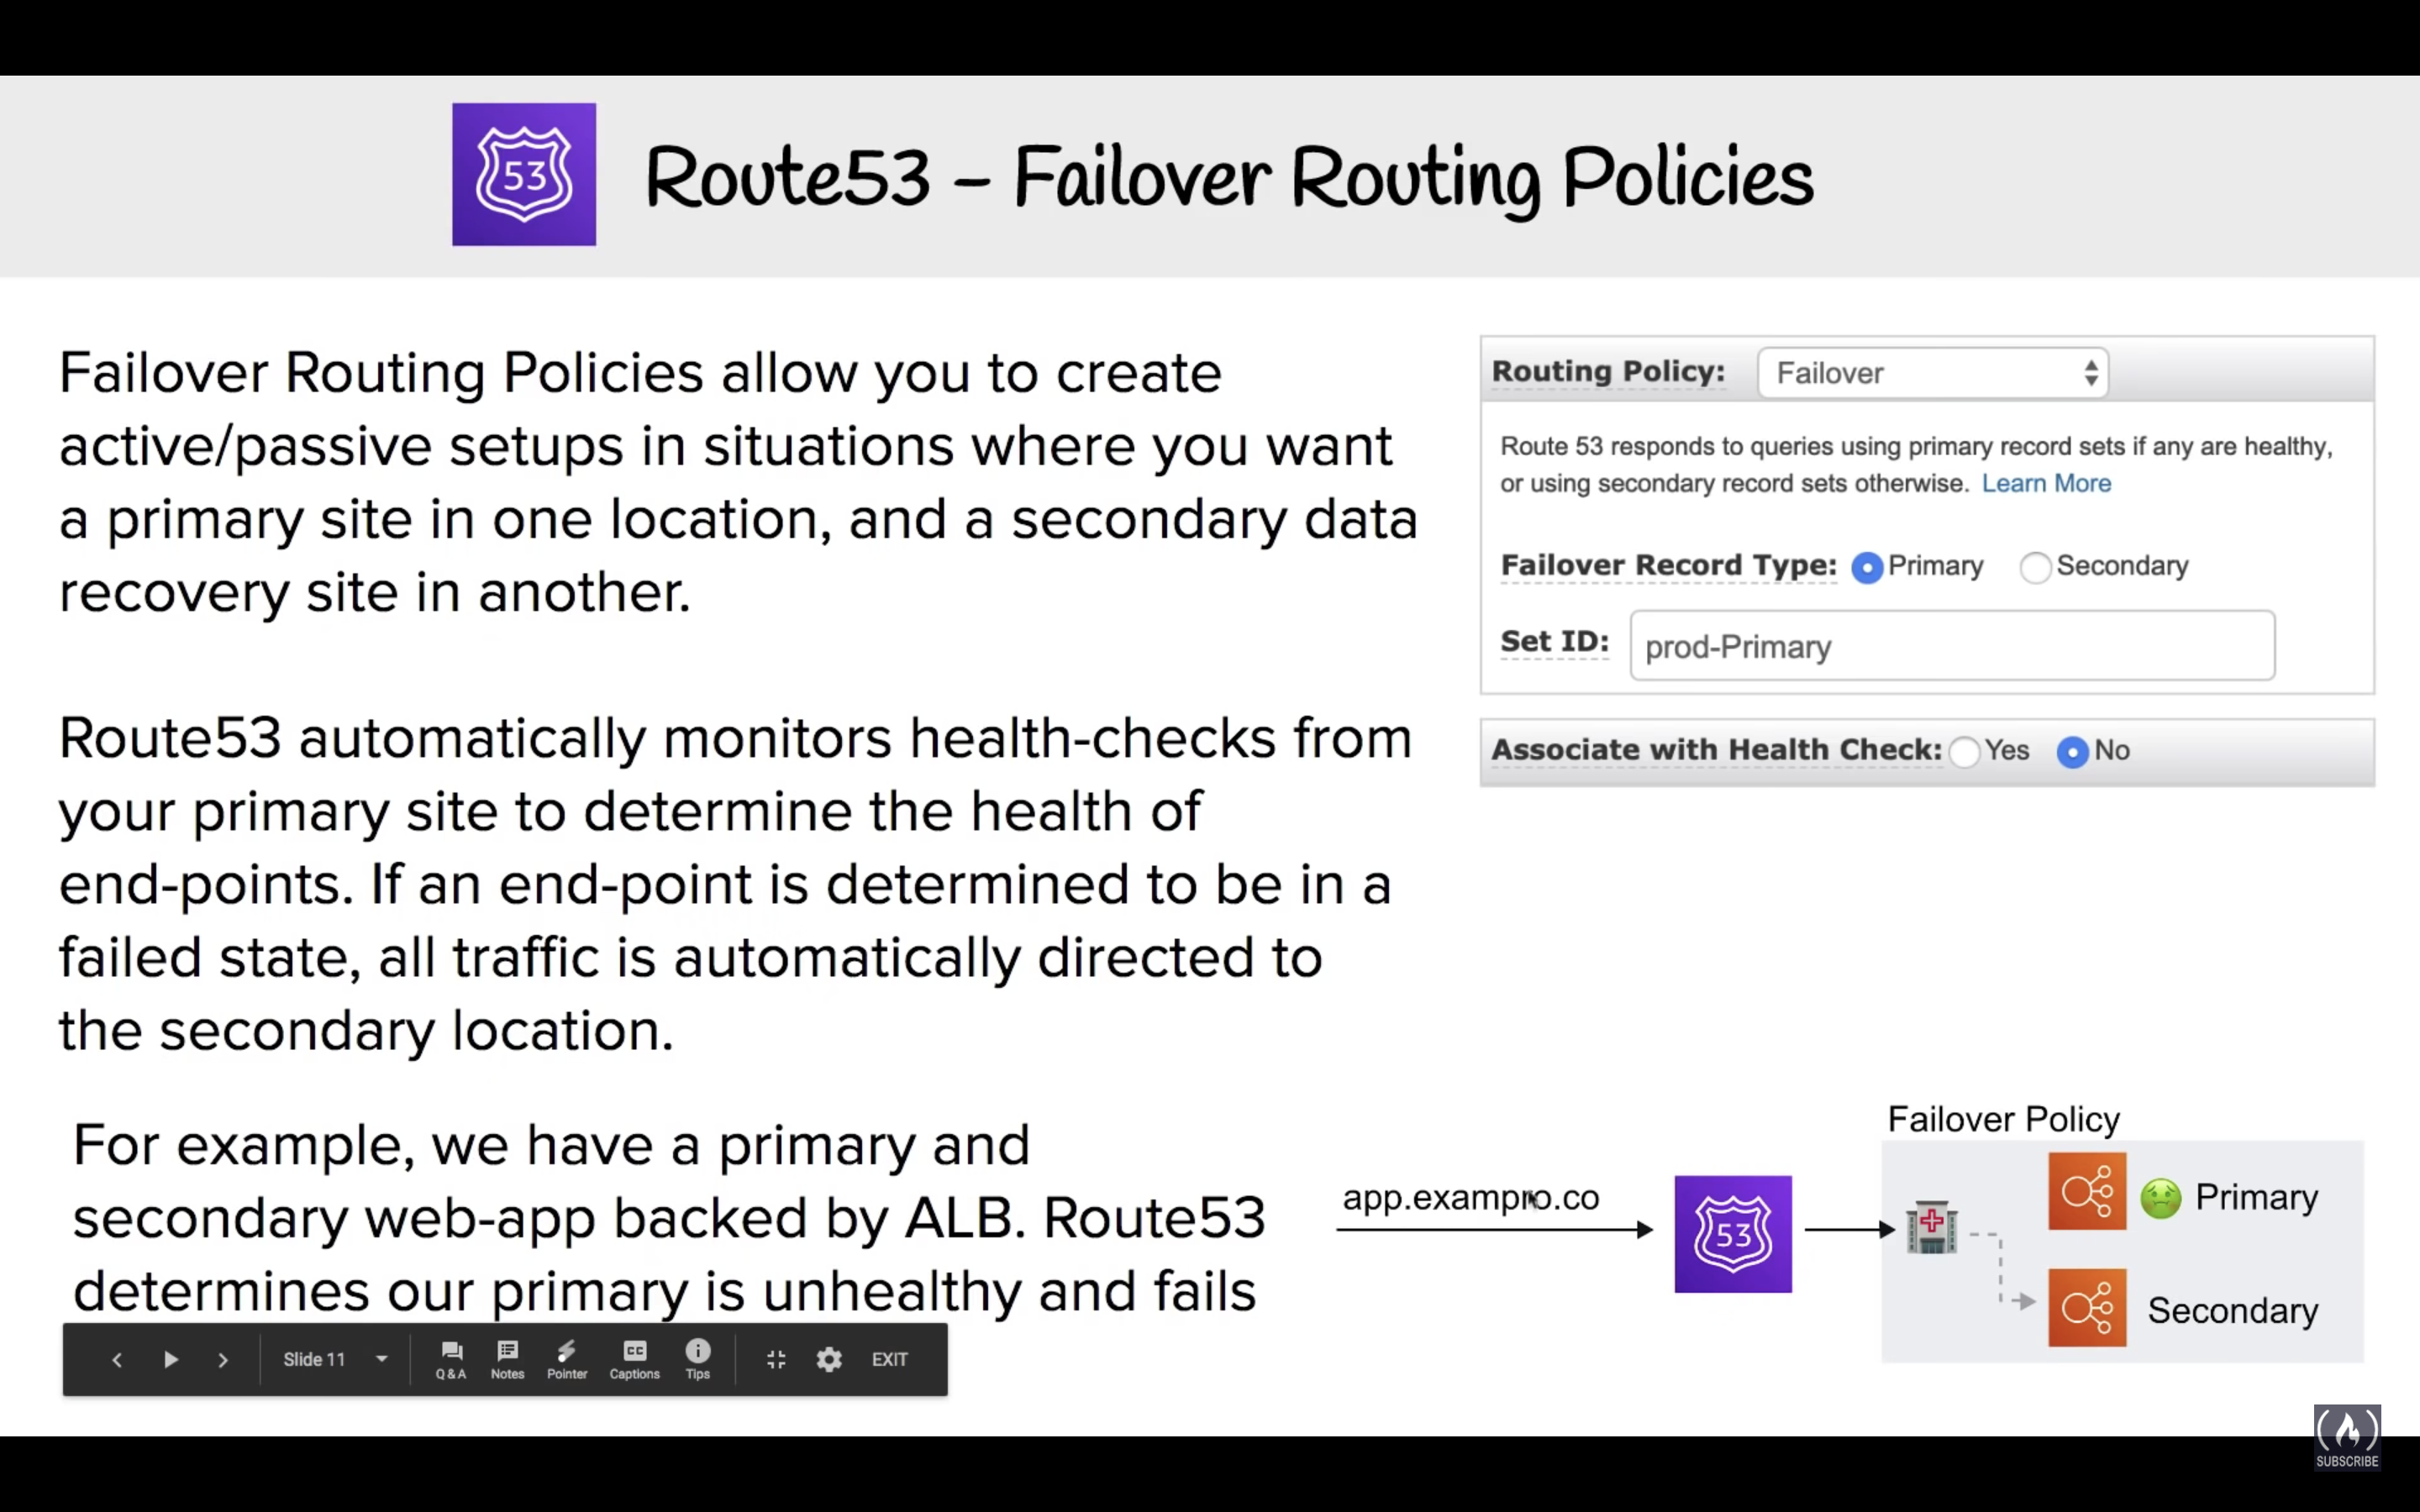 53
Route53 – Failover Routing Policies
Failover Routing Policies allow you to create
active/passive setups in situations where you want
a primary site in one location, and a secondary data
recovery site in another.
Route53 automatically monitors health-checks from
your primary site to determine the health of
end-points. If an end-point is determined to be in a
failed state, all traffic is automatically directed to
the secondary location.
For example, we have a primary and
secondary web-app backed by ALB. Route53
determines our primary is unhealthy and fails
Routing Policy: Failover
Route 53 responds to queries using primary record sets if any are healthy,
or using secondary record sets otherwise. Learn More
Failover Record Type: Primary Secondary
Set ID: prod-Primary
Associate with Health Check: Yes No
Failover Policy
app.exampro.co
53
Primary
Secondary
Slide 11
Q&A Notes Pointer Captions Tips
CC
EXIT
SUBSCRIBE